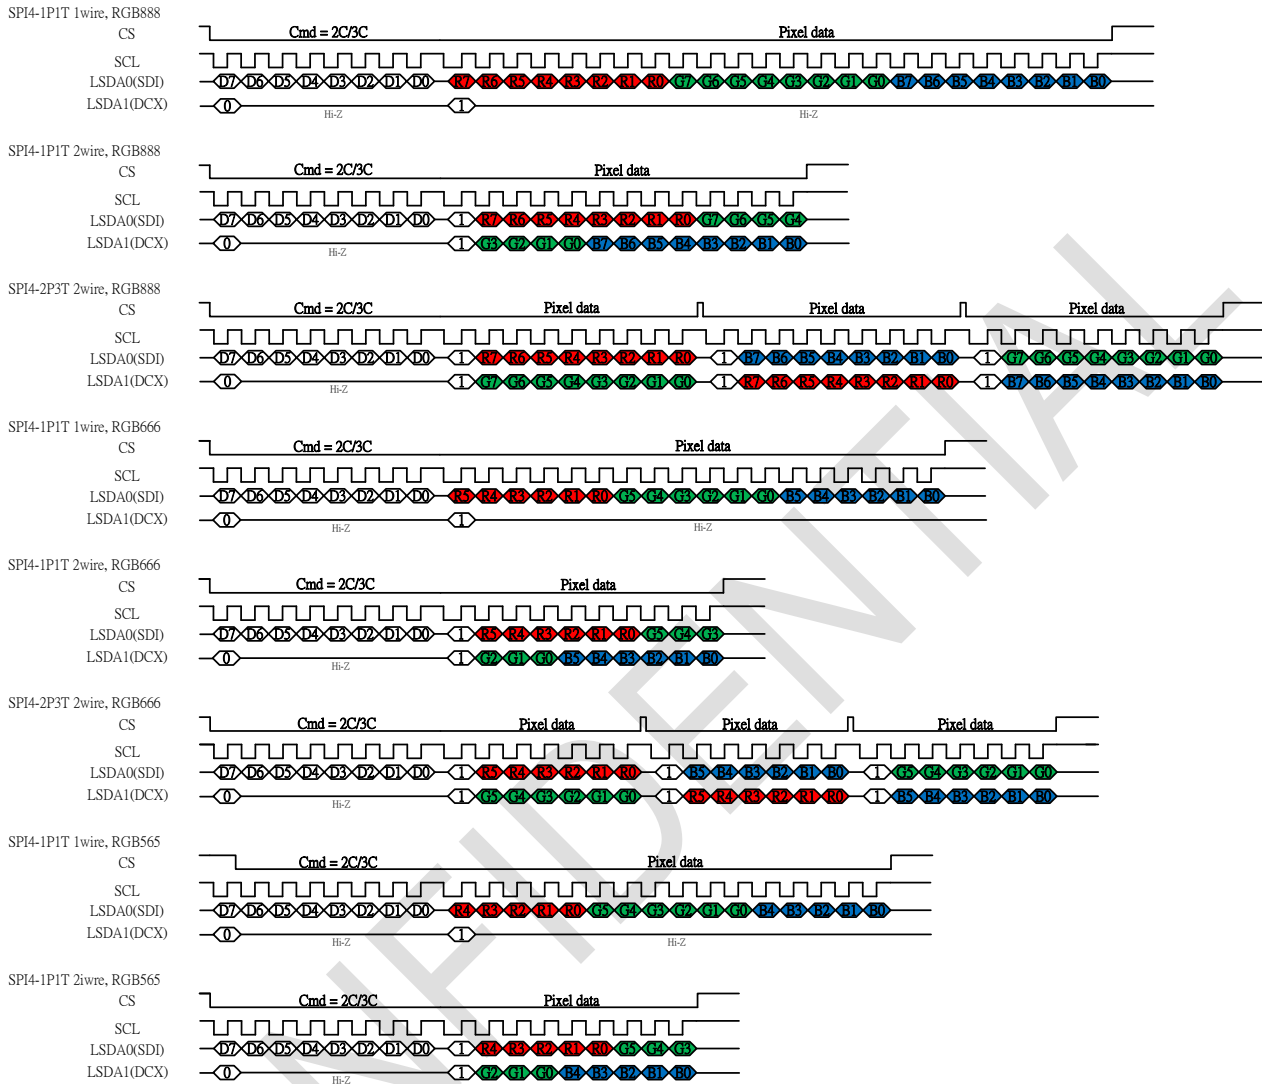 SPI4-1P1T 1wire, RGB888
CS Cmd = 2C/3C Pixel data
SCL
LSDA0(SDI) D7 D6 D5 D4 D3 D2 D1 D0 R7 R6 R5 R4 R3 R2 R1 R0 G7 G6 G5 G4 G3 G2 G1 G0 B7 B6 B5 B4 B3 B2 B1 B0
LSDA1(DCX) 0 Hi-Z 1 Hi-Z
SPI4-1P1T 2wire, RGB888
CS Cmd = 2C/3C Pixel data
SCL
LSDA0(SDI) D7 D6 D5 D4 D3 D2 D1 D0 1 R7 R6 R5 R4 R3 R2 R1 R0 G7 G6 G5 G4
LSDA1(DCX) 0 Hi-Z 1 G3 G2 G1 G0 B7 B6 B5 B4 B3 B2 B1 B0
SPI4-2P3T 2wire, RGB888
CS Cmd = 2C/3C Pixel data Pixel data Pixel data
SCL
LSDA0(SDI) D7 D6 D5 D4 D3 D2 D1 D0 1 R7 R6 R5 R4 R3 R2 R1 R0 1 B7 B6 B5 B4 B3 B2 B1 B0 1 G7 G6 G5 G4 G3 G2 G1 G0
LSDA1(DCX) 0 Hi-Z 1 G7 G6 G5 G4 G3 G2 G1 G0 1 R7 R6 R5 R4 R3 R2 R1 R0 1 B7 B6 B5 B4 B3 B2 B1 B0
SPI4-1P1T 1wire, RGB666
CS Cmd = 2C/3C Pixel data
SCL
LSDA0(SDI) D7 D6 D5 D4 D3 D2 D1 D0 R5 R4 R3 R2 R1 R0 G5 G4 G3 G2 G1 G0 B5 B4 B3 B2 B1 B0
LSDA1(DCX) 0 Hi-Z 1 Hi-Z
SPI4-1P1T 2wire, RGB666
CS Cmd = 2C/3C Pixel data
SCL
LSDA0(SDI) D7 D6 D5 D4 D3 D2 D1 D0 1 R5 R4 R3 R2 R1 R0 G5 G4 G3
LSDA1(DCX) 0 Hi-Z 1 G2 G1 G0 B5 B4 B3 B2 B1 B0
SPI4-2P3T 2wire, RGB666
CS Cmd = 2C/3C Pixel data Pixel data Pixel data
SCL
LSDA0(SDI) D7 D6 D5 D4 D3 D2 D1 D0 1 R5 R4 R3 R2 R1 R0 1 B5 B4 B3 B2 B1 B0 1 G5 G4 G3 G2 G1 G0
LSDA1(DCX) 0 Hi-Z 1 G5 G4 G3 G2 G1 G0 1 R5 R4 R3 R2 R1 R0 1 B5 B4 B3 B2 B1 B0
SPI4-1P1T 1wire, RGB565
CS Cmd = 2C/3C Pixel data
SCL
LSDA0(SDI) D7 D6 D5 D4 D3 D2 D1 D0 R4 R3 R2 R1 R0 G5 G4 G3 G2 G1 G0 B4 B3 B2 B1 B0
LSDA1(DCX) 0 Hi-Z 1 Hi-Z
SPI4-1P1T 2iwre, RGB565
CS Cmd = 2C/3C Pixel data
SCL
LSDA0(SDI) D7 D6 D5 D4 D3 D2 D1 D0 1 R4 R3 R2 R1 R0 G5 G4 G3
LSDA1(DCX) 0 Hi-Z 1 G2 G1 G0 B4 B3 B2 B1 B0
NFIDENTIAL